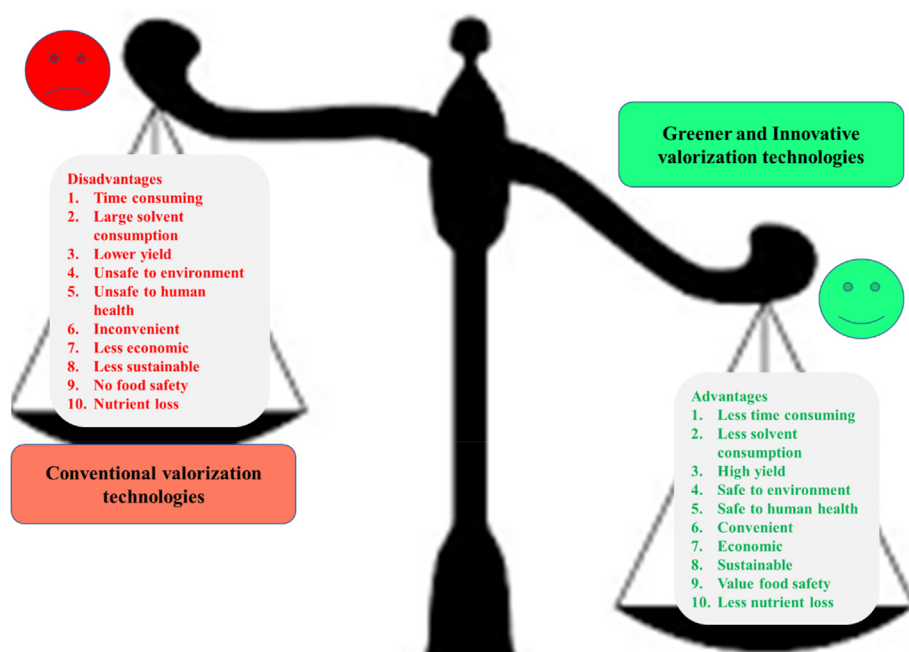 Greener and Innovative
valorization technologies
Disadvantages
1. Time consuming
2. Large solvent
consumption
3. Lower yield
4. Unsafe to environment
5. Unsafe to human
health
6. Inconvenient
7. Less economic
8. Less sustainable
9. No food safety
10. Nutrient loss
Conventional valorization
technologies
Advantages
1. Less time consuming
2. Less solvent
consumption
3. High yield
4. Safe to environment
5. Safe to human health
6. Convenient
7. Economic
8. Sustainable
9. Value food safety
10. Less nutrient loss